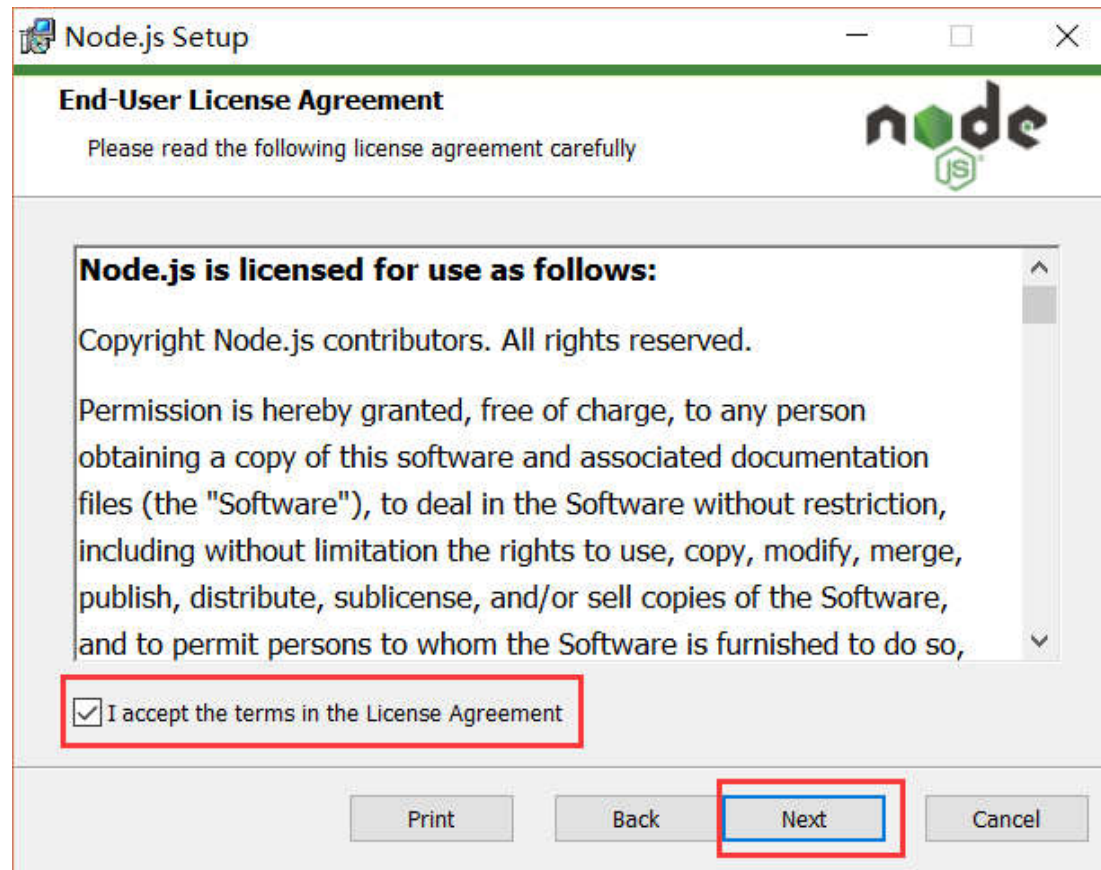 Node.js Setup
End-User License Agreement
Please read the following license agreement carefully
node
JS
Node.js is licensed for use as follows:
Copyright Node.js contributors. All rights reserved.
Permission is hereby granted, free of charge, to any person
obtaining a copy of this software and associated documentation
files (the "Software"), to deal in the Software without restriction,
including without limitation the rights to use, copy, modify, merge,
publish, distribute, sublicense, and/or sell copies of the Software,
and to permit persons to whom the Software is furnished to do so,
I accept the terms in the License Agreement
Print Back Next Cancel